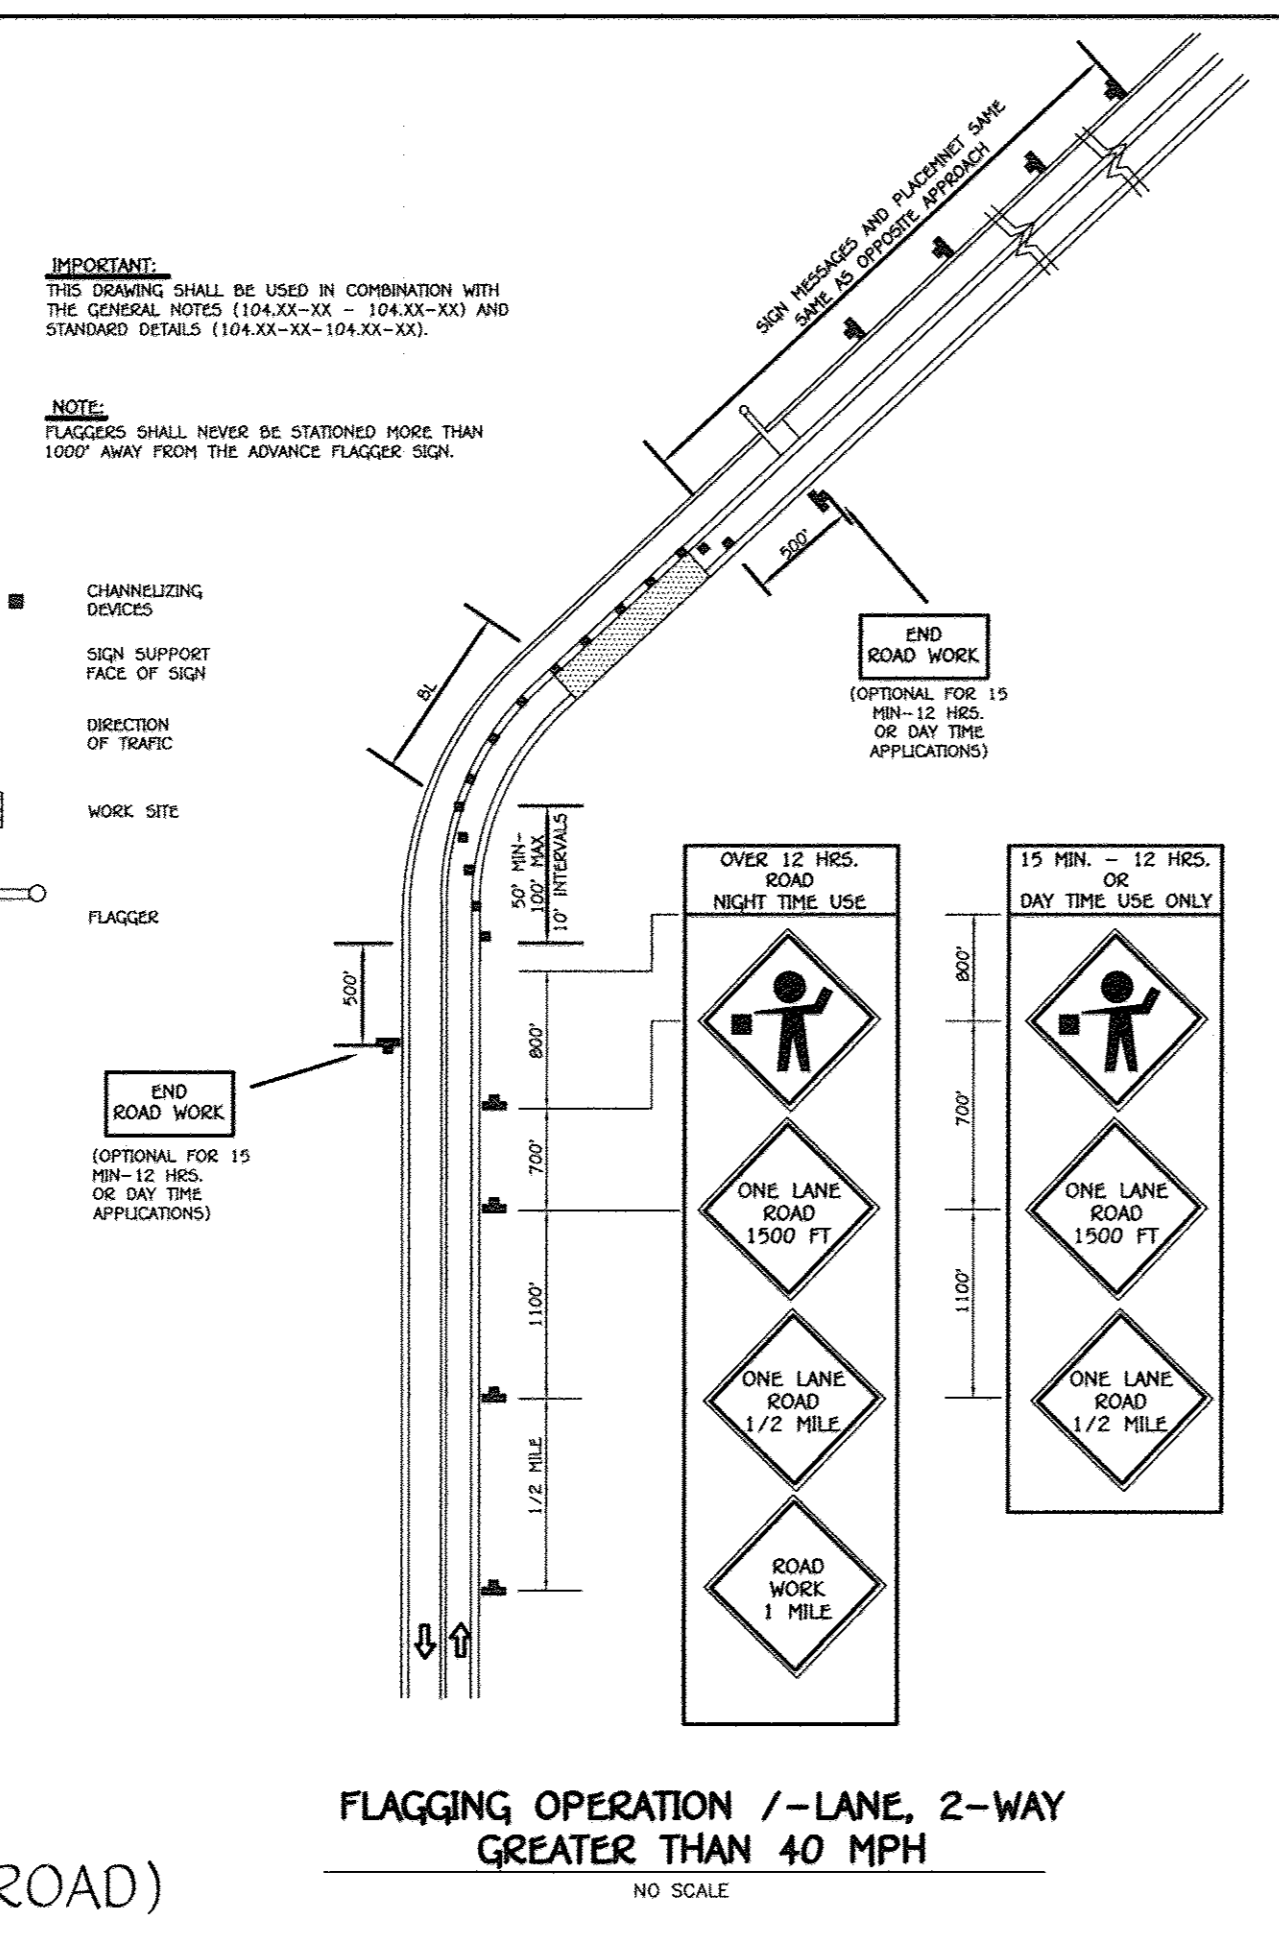 SIGN MESSAGES AND PLACEMNET SAME
SAME AS OPPOSITE APPROACH
IMPORTANT:
THIS DRAWING SHALL BE USED IN COMBINATION WITH
THE GENERAL NOTES (104.XX-XX - 104.XX-XX) AND
STANDARD DETAILS (104.XX-XX-104.XX-XX).
NOTE:
FLAGGERS SHALL NEVER BE STATIONED MORE THAN
1000' AWAY FROM THE ADVANCE FLAGGER SIGN.
CHANNELIZING
DEVICES
SIGN SUPPORT
FACE OF SIGN
DIRECTION
OF TRAFIC
WORK SITE
FLAGGER
500'
END
ROAD WORK
(OPTIONAL FOR 15
MIN-12 HRS.
OR DAY TIME
APPLICATIONS)
BL
50' MIN-
100' MAX
10' INTERVALS
500'
END
ROAD WORK
(OPTIONAL FOR 15
MIN-12 HRS.
OR DAY TIME
APPLICATIONS)
800'
700'
1100'
1/2 MILE
OVER 12 HRS.
ROAD
NIGHT TIME USE
ONE LANE
ROAD
1500 FT
ONE LANE
ROAD
1/2 MILE
ROAD
WORK
1 MILE
800'
700'
1100'
15 MIN. - 12 HRS.
OR
DAY TIME USE ONLY
ONE LANE
ROAD
1500 FT
ONE LANE
ROAD
1/2 MILE
FLAGGING OPERATION /-LANE, 2-WAY
GREATER THAN 40 MPH
NO SCALE
ROAD)